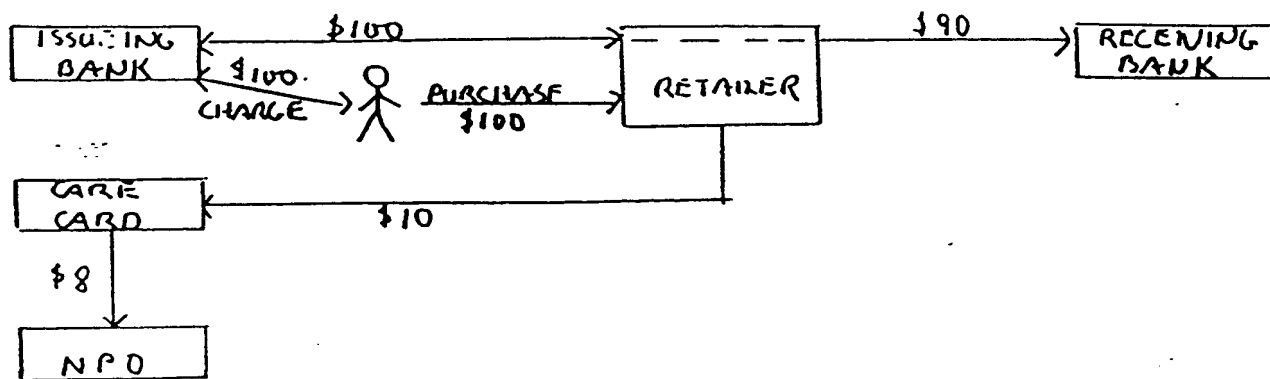 ISSUING
BANK
$100
$100.
CHARGE
PURCHASE
$100
RETAILER
$90
RECEIVING
BANK
CARE
CARD
$10
$8
NPO